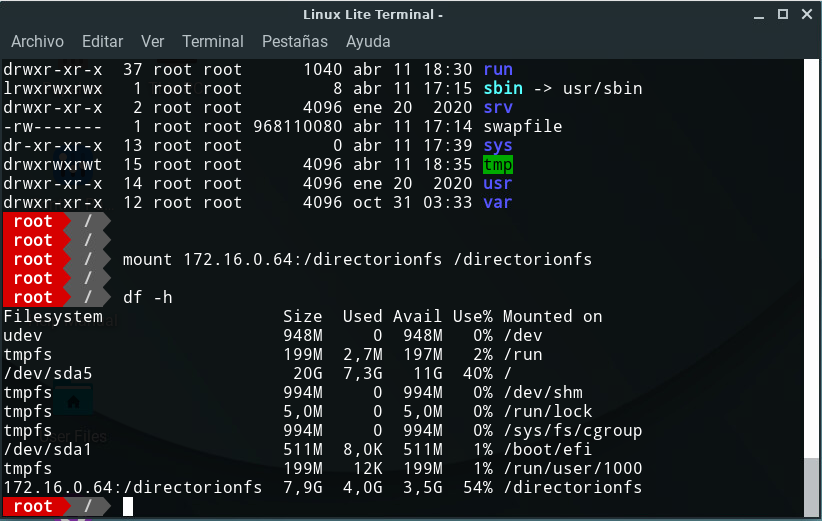 Linux Lite Terminal -
Archivo Editar Ver Terminal Pestañas Ayuda
drwxr-xr-x 37 root root 1040 abr 11 18:30 run
lrwxrwxrwx 1 root root 8 abr 11 17:15 sbin -> usr/sbin
drwxr-xr-x 2 root root 4096 ene 20 2020 srv
-rw------- 1 root root 968110080 abr 11 17:14 swapfile
dr-xr-xr-x 13 root root 0 abr 11 17:39 sys
drwxrwxrwt 15 root root 4096 abr 11 18:35 tmp
drwxr-xr-x 14 root root 4096 ene 20 2020 usr
drwxr-xr-x 12 root root 4096 oct 31 03:33 var
root /
root /
root / mount 172.16.0.64:/directorionfs /directorionfs
root /
root / df -h
Filesystem Size Used Avail Use% Mounted on
udev 948M 0 948M 0% /dev
tmpfs 199M 2,7M 197M 2% /run
/dev/sda5 20G 7,3G 11G 40% /
tmpfs 994M 0 994M 0% /dev/shm
tmpfs 5,0M 0 5,0M 0% /run/lock
tmpfs 994M 0 994M 0% /sys/fs/cgroup
/dev/sda1 511M 8,0K 511M 1% /boot/efi
tmpfs 199M 12K 199M 1% /run/user/1000
172.16.0.64:/directorionfs 7,9G 4,0G 3,5G 54% /directorionfs
root /